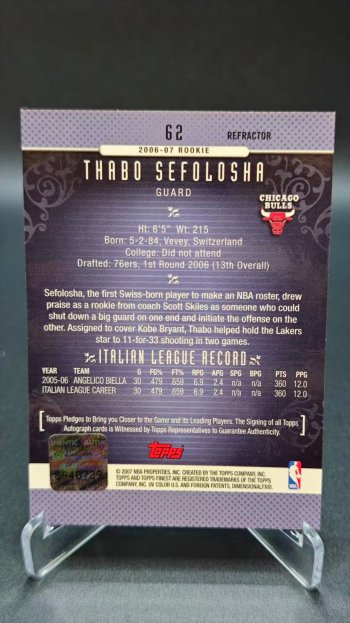 62
REFRACTOR
2006-07 ROOKIE
THABO SEFOLOSHA
GUARD
CHICAGO
BULLS
Ht: 6'5" Wt: 215
Born: 5-2-84, Vevey, Switzerland
College: Did not attend
Drafted: 76ers, 1st Round 2006 (13th Overall)
Sefolosha, the first Swiss-born player to make an NBA roster, drew
praise as a rookie from coach Scott Skiles as someone who could
shut down a big guard on one end and initiate the offense on the
other. Assigned to cover Kobe Bryant, Thabo helped hold the Lakers
star to 11-for-33 shooting in two games.
ITALIAN LEAGUE RECORD
YEAR TEAM G FG% FT% RPG APG SPG BPG PTS PPG
2005-06 ANGELICO BIELLA 30 .479 .659 6.9 2.4 n/a n/a 360 12.0
ITALIAN LEAGUE CAREER 30 .479 .659 6.9 2.4 n/a n/a 360 12.0
Topps Pledges to Bring you Closer to the Game and its Leading Players. The Signing of all Topps
Autograph cards is Witnessed by Topps Representatives to Guarantee Authenticity.
Topps
© 2007 NBA PROPERTIES, INC. CREATED BY THE TOPPS COMPANY, INC.
TOPPS AND TOPPS FINEST ARE REGISTERED TRADEMARKS OF THE TOPPS
COMPANY, INC. W/ COLOR U.S. AND FOREIGN PATENTS, DIMENSIONALFX®.